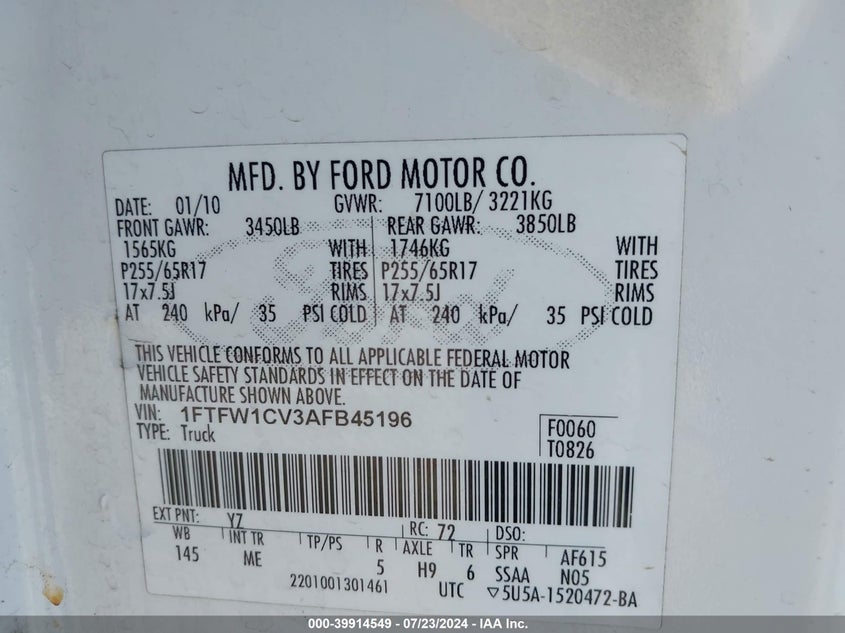 MFD. BY FORD MOTOR CO.
DATE: 01/10 GVWR: 7100LB/ 3221KG
FRONT GAWR: 3450LB REAR GAWR: 3850LB
1565KG WITH 1746KG WITH
P255/65R17 TIRES P255/65R17 TIRES
17x7.5J RIMS 17x7.5J RIMS
AT 240 kPa/ 35 PSI COLD AT 240 kPa/ 35 PSI COLD
THIS VEHICLE CONFORMS TO ALL APPLICABLE FEDERAL MOTOR
VEHICLE SAFETY STANDARDS IN EFFECT ON THE DATE OF
MANUFACTURE SHOWN ABOVE.
VIN: 1FTFW1CV3AFB45196
TYPE: Truck
F0060
T0826
EXT PNT: YZ RC: 72 DSO:
WB INT TR TP/PS R AXLE TR SPR AF615
145 ME 5 H9 6 SSAA N05
2201001301461 UTC ▽5U5A-1520472-BA
Ford
000-39914549 - 07/23/2024 - IAA Inc.